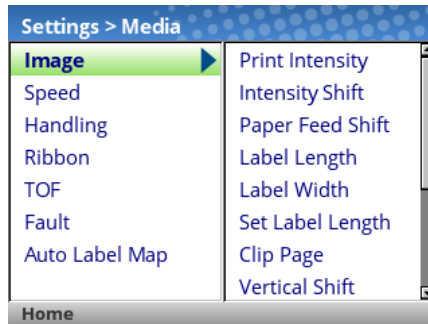 Settings > Media
Image
Speed
Handling
Ribbon
TOF
Fault
Auto Label Map
Print Intensity
Intensity Shift
Paper Feed Shift
Label Length
Label Width
Set Label Length
Clip Page
Vertical Shift
Home